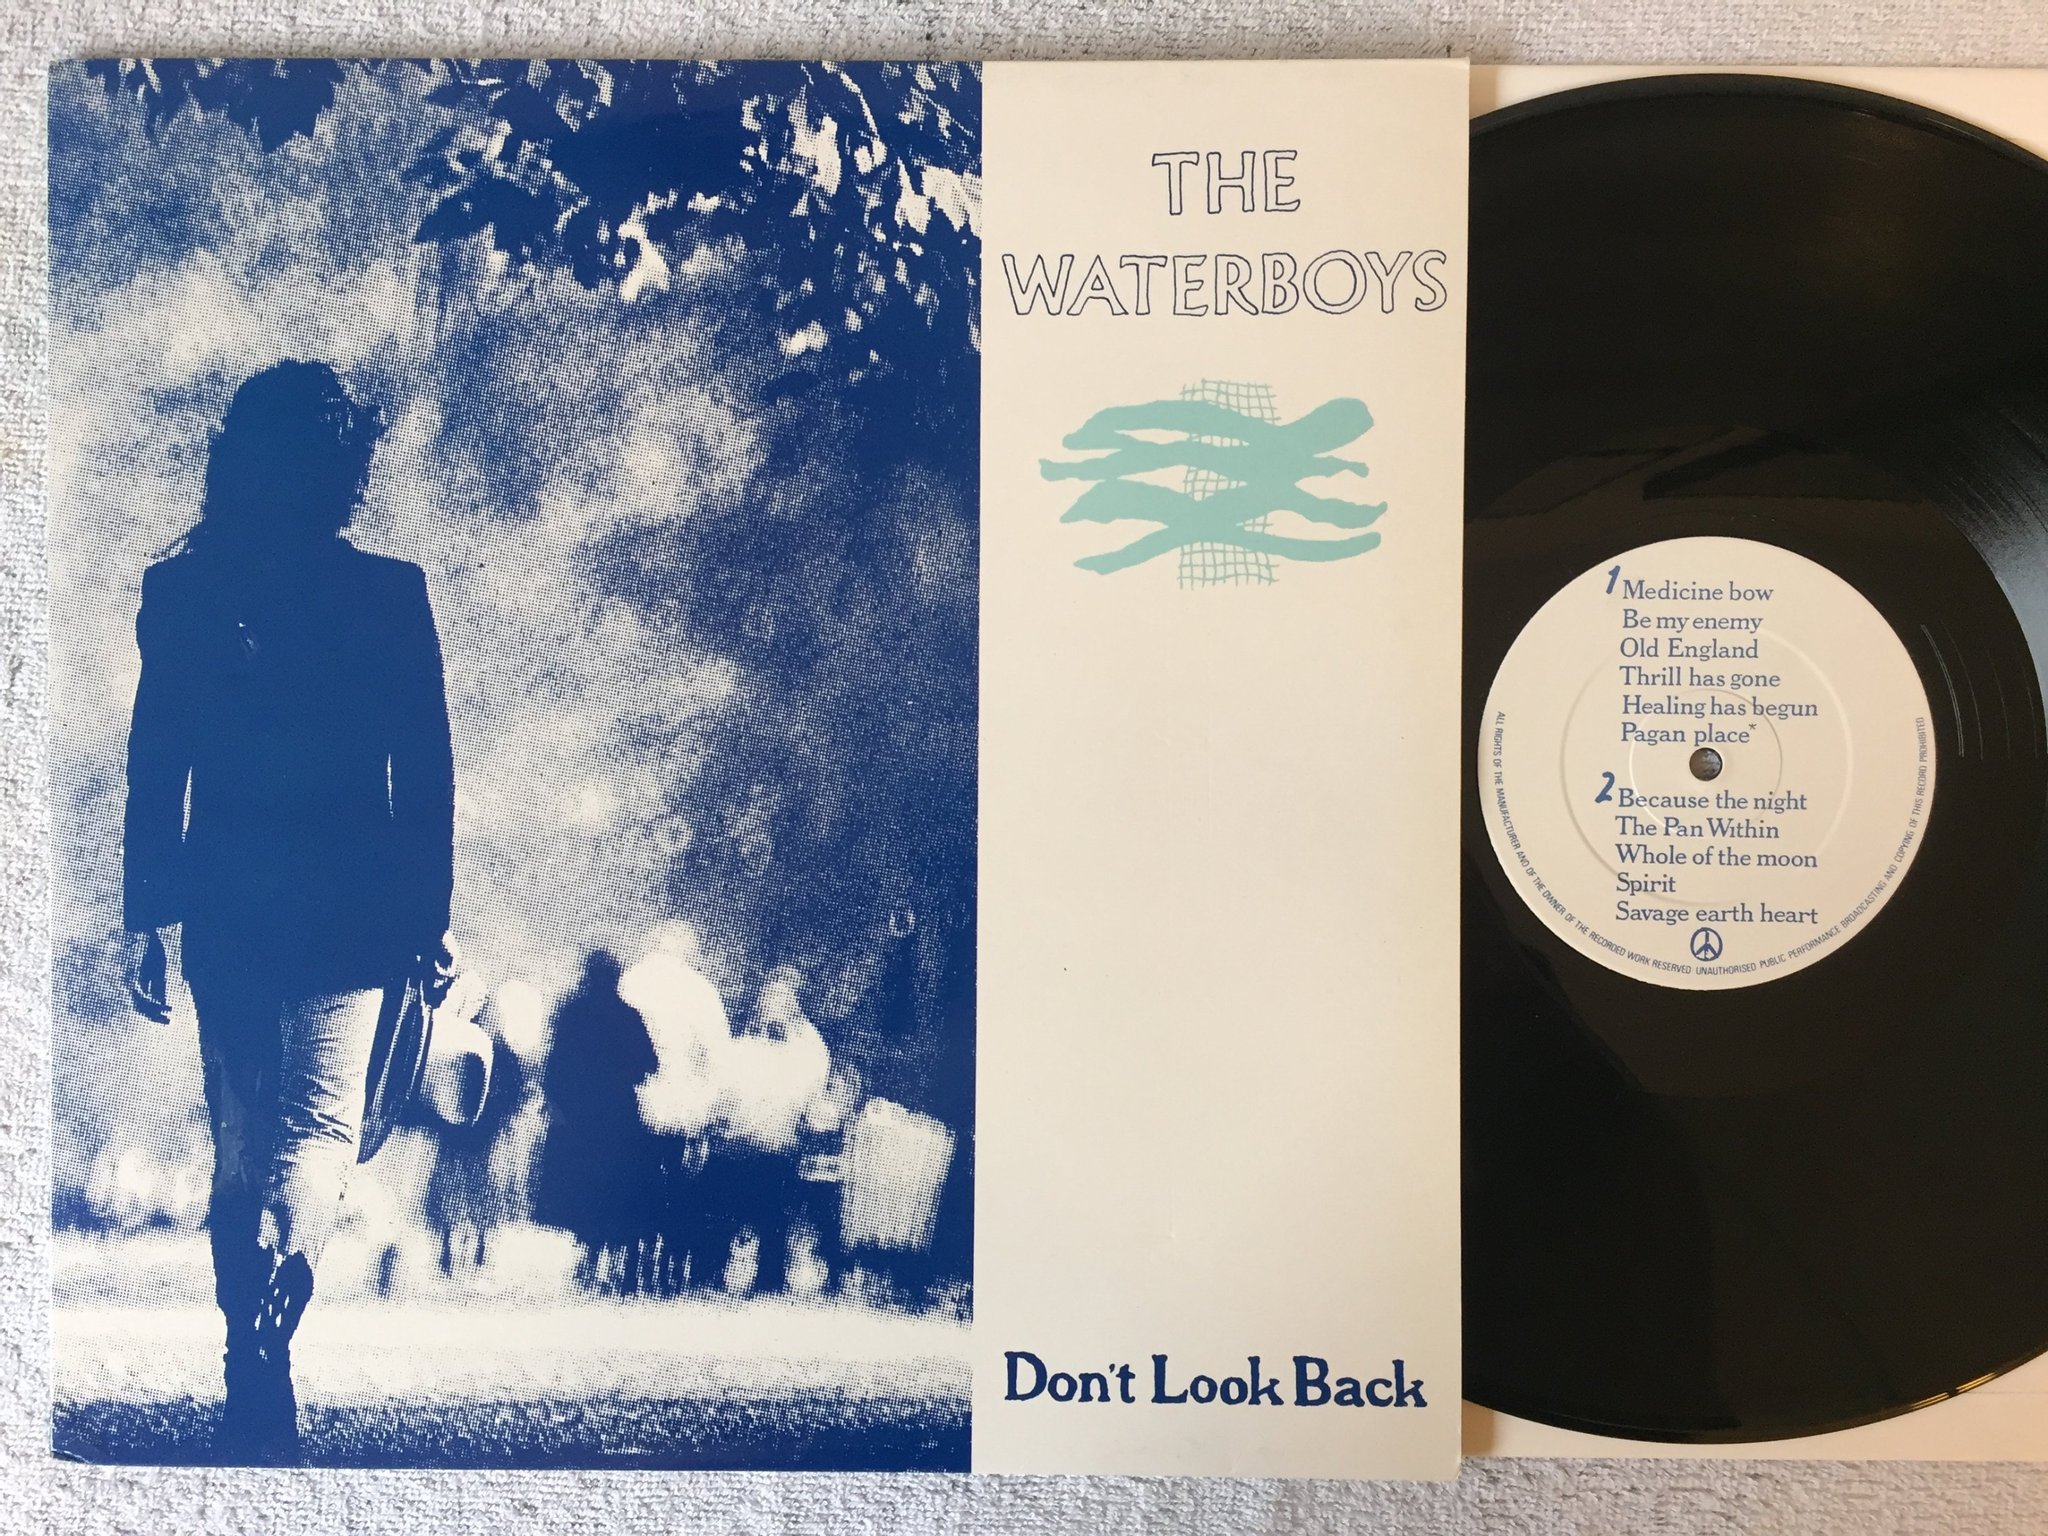 THE
WATERBOYS
Don't Look Back
1 Medicine bow
Be my enemy
Old England
Thrill has gone
Healing has begun
Pagan place*
2 Because the night
The Pan Within
Whole of the moon
Spirit
Savage earth heart
ALL RIGHTS OF THE MANUFACTURER AND OF THE OWNER OF THE RECORDED WORK RESERVED UNAUTHORISED PUBLIC PERFORMANCE BROADCASTING AND COPYING OF THIS RECORD PROHIBITED